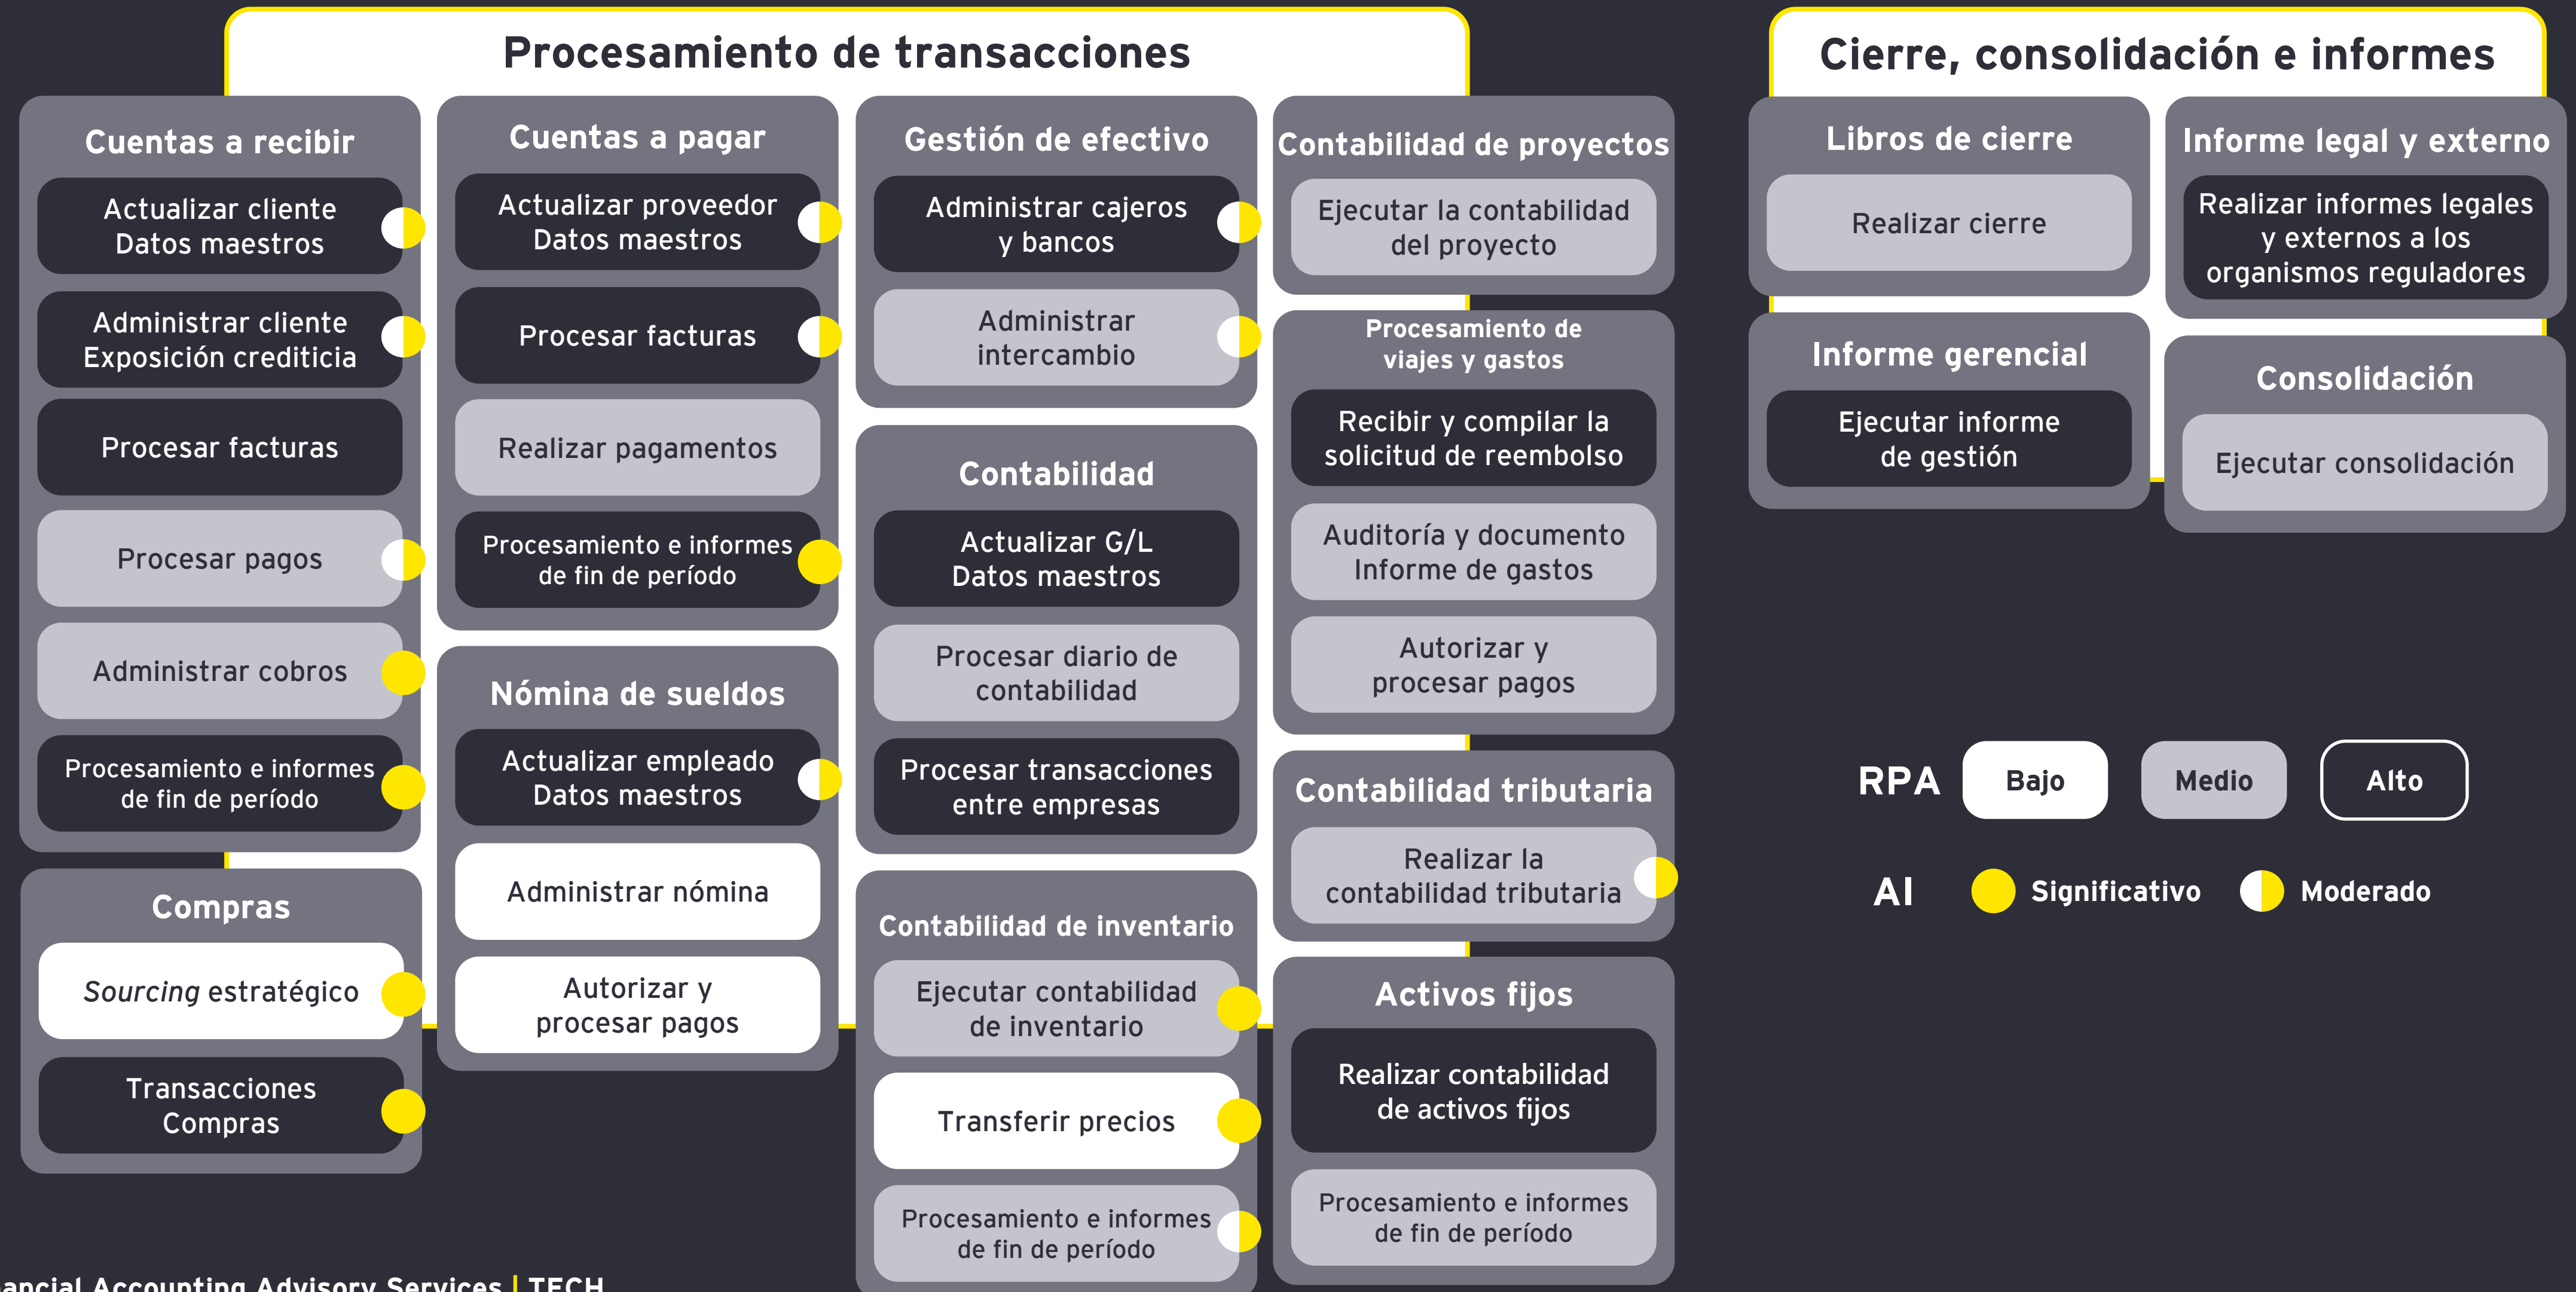 Procesamiento de transacciones
Cuentas a recibir
Actualizar cliente
Datos maestros
Administrar cliente
Exposición crediticia
Procesar facturas
Procesar pagos
Administrar cobros
Procesamiento e informes
de fin de período
Compras
Sourcing estratégico
Transacciones
Compras
Cuentas a pagar
Actualizar proveedor
Datos maestros
Procesar facturas
Realizar pagamentos
Procesamiento e informes
de fin de período
Nómina de sueldos
Actualizar empleado
Datos maestros
Administrar nómina
Autorizar y
procesar pagos
Gestión de efectivo
Administrar cajeros
y bancos
Administrar
intercambio
Contabilidad
Actualizar G/L
Datos maestros
Procesar diario de
contabilidad
Procesar transacciones
entre empresas
Contabilidad de inventario
Ejecutar contabilidad
de inventario
Transferir precios
Procesamiento e informes
de fin de período
Contabilidad de proyectos
Ejecutar la contabilidad
del proyecto
Procesamiento de
viajes y gastos
Recibir y compilar la
solicitud de reembolso
Auditoría y documento
Informe de gastos
Autorizar y
procesar pagos
Contabilidad tributaria
Realizar la
contabilidad tributaria
Activos fijos
Realizar contabilidad
de activos fijos
Procesamiento e informes
de fin de período
Cierre, consolidación e informes
Libros de cierre
Realizar cierre
Informe gerencial
Ejecutar informe
de gestión
Informe legal y externo
Realizar informes legales
y externos a los
organismos reguladores
Consolidación
Ejecutar consolidación
RPA Bajo Medio Alto
AI Significativo Moderado
ancial Accounting Advisory Services | TECH